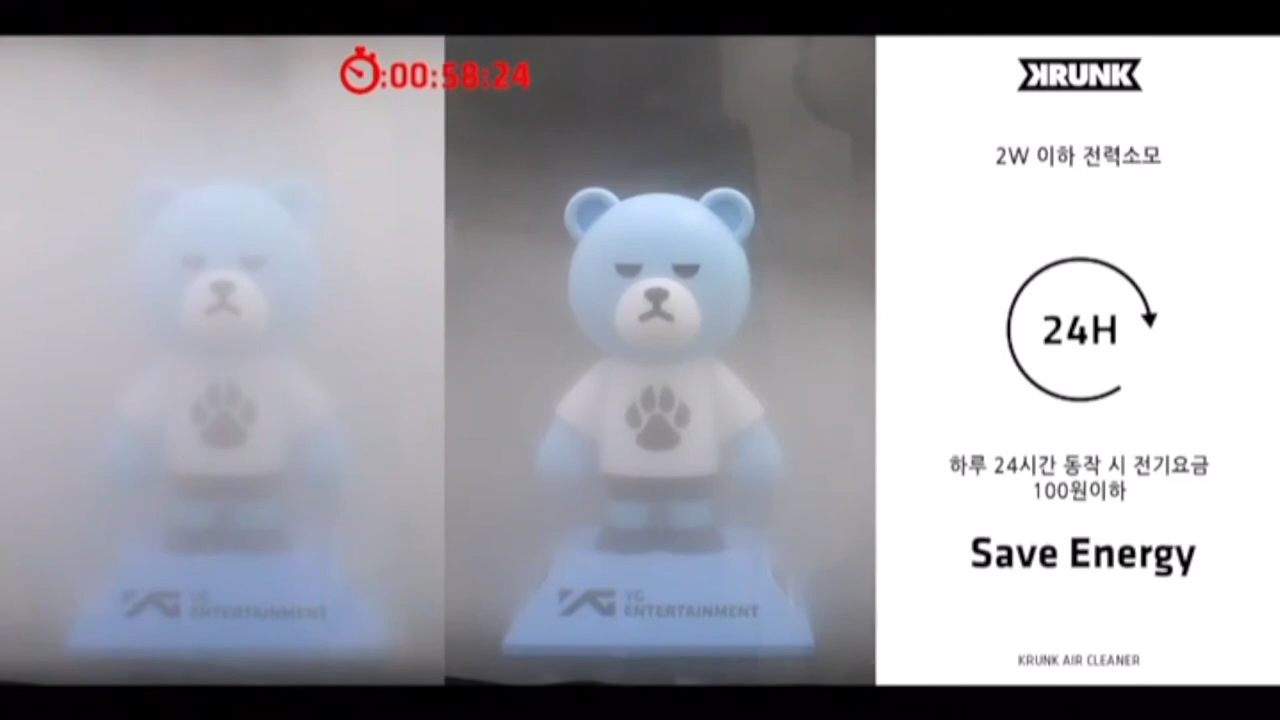 :00:58:24
YG
YG
ENTERTAINMENT
YG
YG
ENTERTAINMENT
KRUNK
2W 이하 전력소모
24H
하루 24시간 동작 시 전기요금
100원이하
Save Energy
KRUNK AIR CLEANER